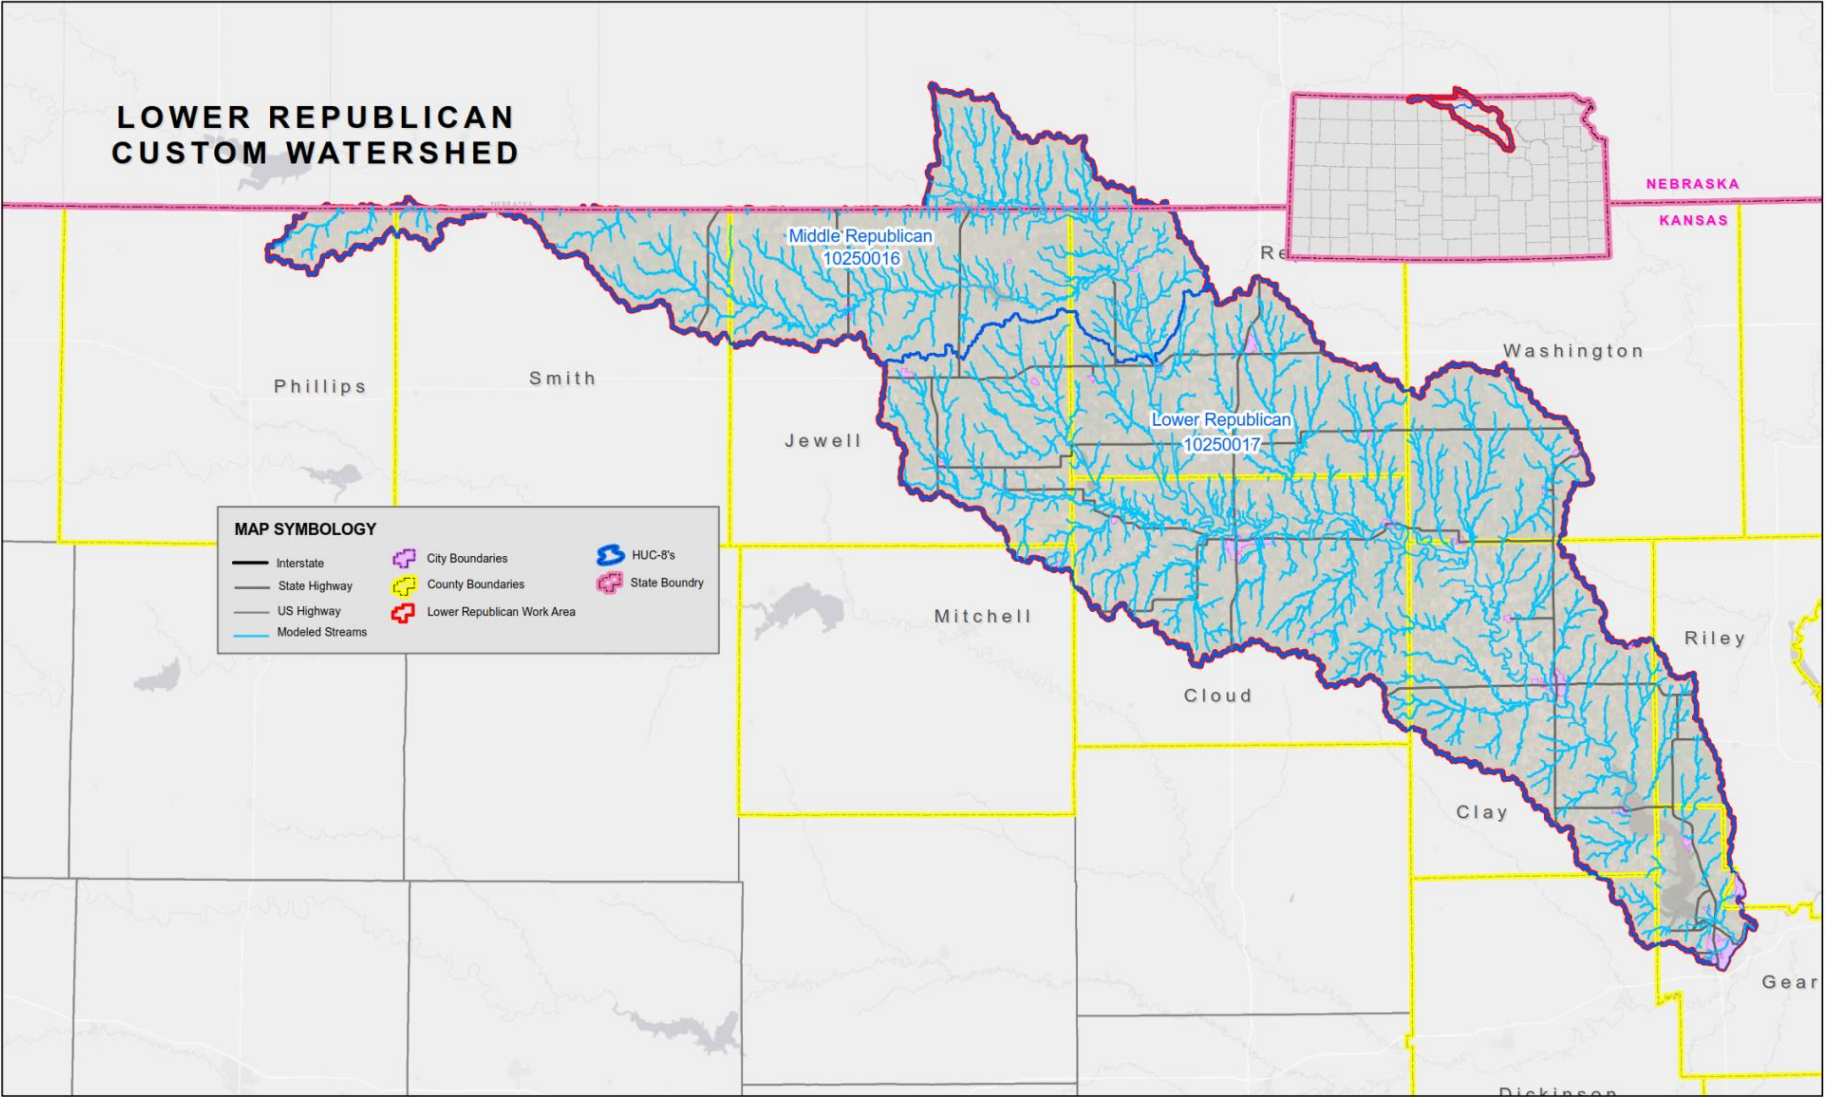 LOWER REPUBLICAN
CUSTOM WATERSHED
NEBRASKA
NEBRASKA
KANSAS
Middle Republican
10250016
Re
Washington
Phillips
Smith
Jewell
Lower Republican
10250017
MAP SYMBOLOGY
Interstate
State Highway
US Highway
Modeled Streams
City Boundaries
County Boundaries
Lower Republican Work Area
HUC-8's
State Boundry
Mitchell
Riley
Cloud
Clay
Gear
Dickinson